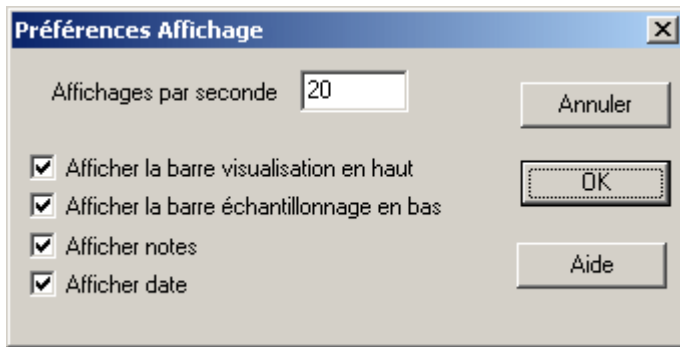 Préférences Affichage
Affichages par seconde 20
Annuler
Afficher la barre visualisation en haut
OK
Afficher la barre échantillonnage en bas
Afficher notes
Aide
Afficher date